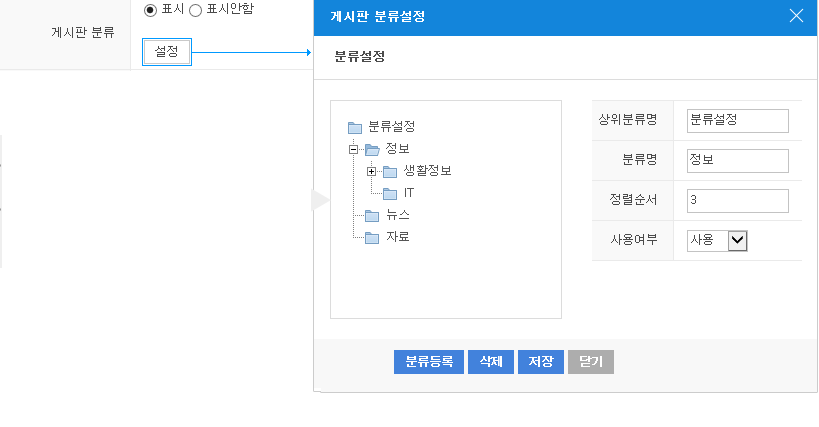 게시판 분류
표시 표시안함
설정
게시판 분류설정
분류설정
분류설정
정보
생활정보
IT
뉴스
자료
상위분류명 분류설정
분류명 정보
정렬순서 3
사용여부 사용
분류등록 삭제 저장 닫기